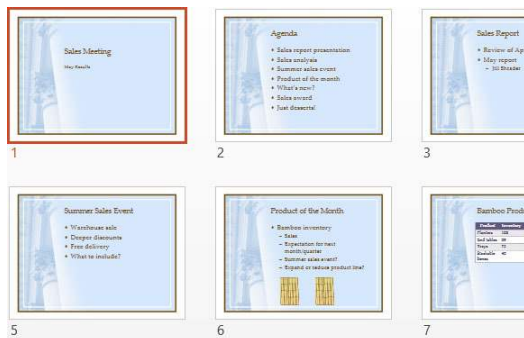 Sales Meeting
May Results
1
Agenda
• Sales report presentation
• Sales analysis
• Summer sales event
• Product of the month
• What's new?
• Sales award
• Just desserts!
2
Sales Report
• Review of Ap
• May report
– Jill Shrader
3
Summer Sales Event
• Warehouse sale
• Deeper discounts
• Free delivery
• What to include?
5
Product of the Month
• Bamboo inventory
– Sales
– Expectation for next
month/quarter
– Summer sales event?
– Expand or reduce product line?
6
Bamboo Prod
Product Inventory
7